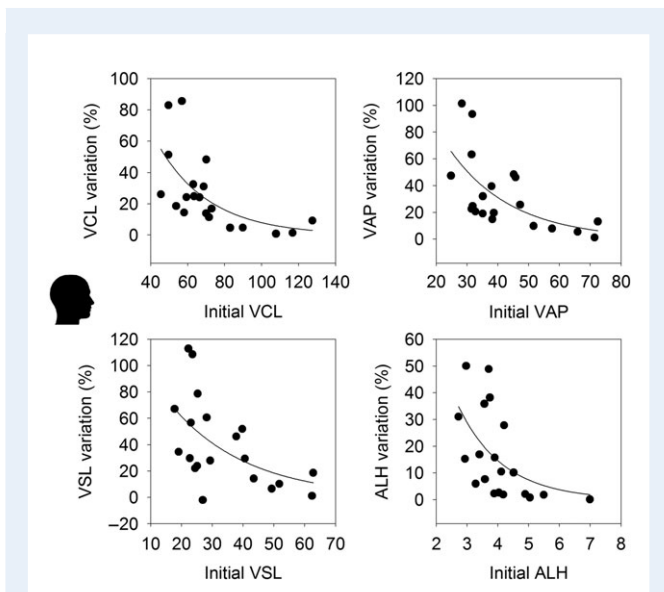 VCL variation (%)
100
80
60
40
20
0
40 60 80 100 120 140
Initial VCL
VAP variation (%)
120
100
80
60
40
20
0
20 30 40 50 60 70 80
Initial VAP
VSL variation (%)
120
100
80
60
40
20
0
–20
10 20 30 40 50 60 70
Initial VSL
ALH variation (%)
60
50
40
30
20
10
0
2 3 4 5 6 7 8
Initial ALH